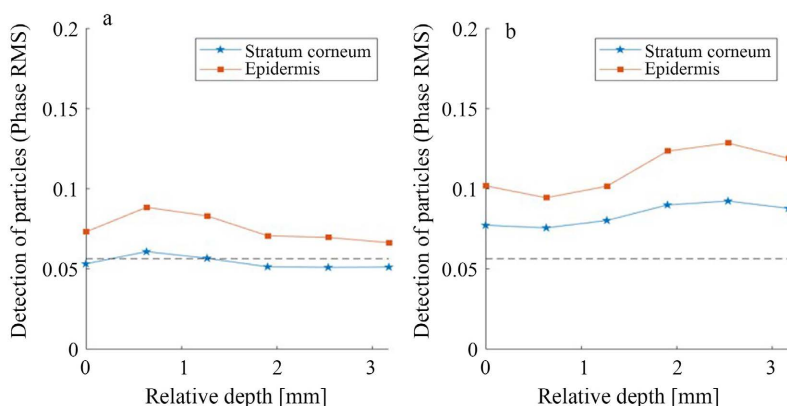 a
Detection of particles (Phase RMS)
0.2
0.15
0.1
0.05
0
Stratum corneum
Epidermis
0
1
2
3
Relative depth [mm]
b
Detection of particles (Phase RMS)
0.2
0.15
0.1
0.05
0
Stratum corneum
Epidermis
0
1
2
3
Relative depth [mm]